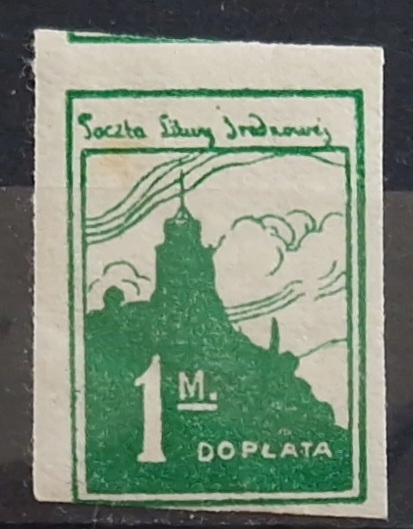 Poczta Litwy Środkowej
1 M.
DOPŁATA